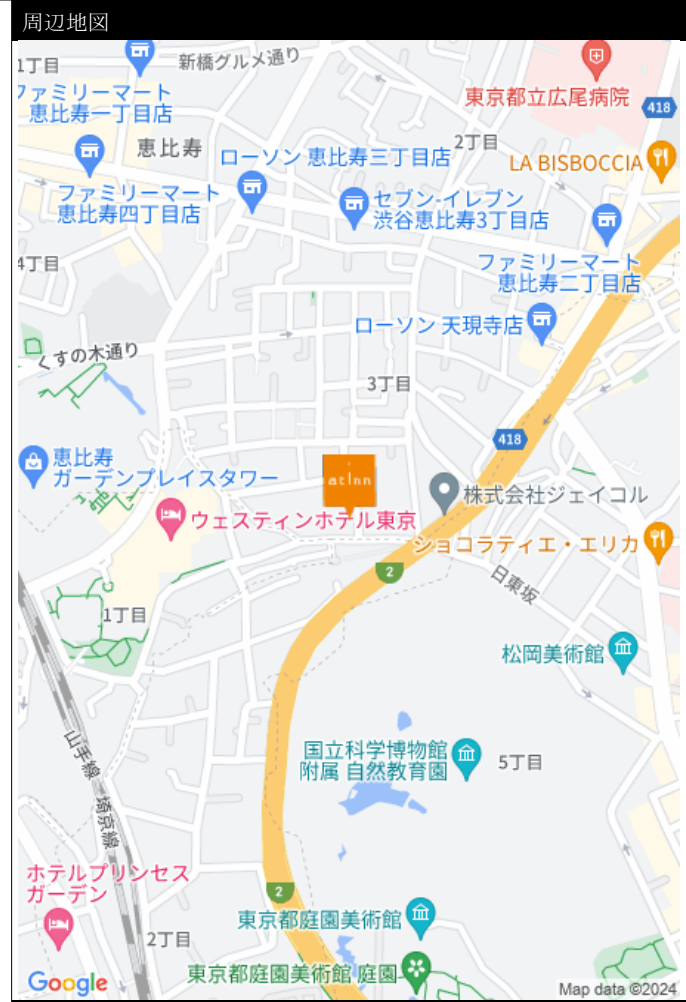 周辺地図
1丁目
新橋グルメ通り
ファミリーマート
恵比寿一丁目店
東京都立広尾病院
418
恵比寿
ローソン 恵比寿三丁目店
2丁目
LA BISBOCCIA
ファミリーマート
恵比寿四丁目店
セブン-イレブン
渋谷恵比寿3丁目店
4丁目
ファミリーマート
恵比寿二丁目店
ローソン 天現寺店
くすの木通り
3丁目
418
恵比寿
ガーデンプレイスタワー
atinn
株式会社ジェイコル
ウェスティンホテル東京
ショコラティエ・エリカ
2
日東坂
1丁目
松岡美術館
山手線
埼京線
国立科学博物館
附属 自然教育園
5丁目
ホテルプリンセス
ガーデン
2
東京都庭園美術館
2丁目
東京都庭園美術館 庭園
Google
Map data ©2024